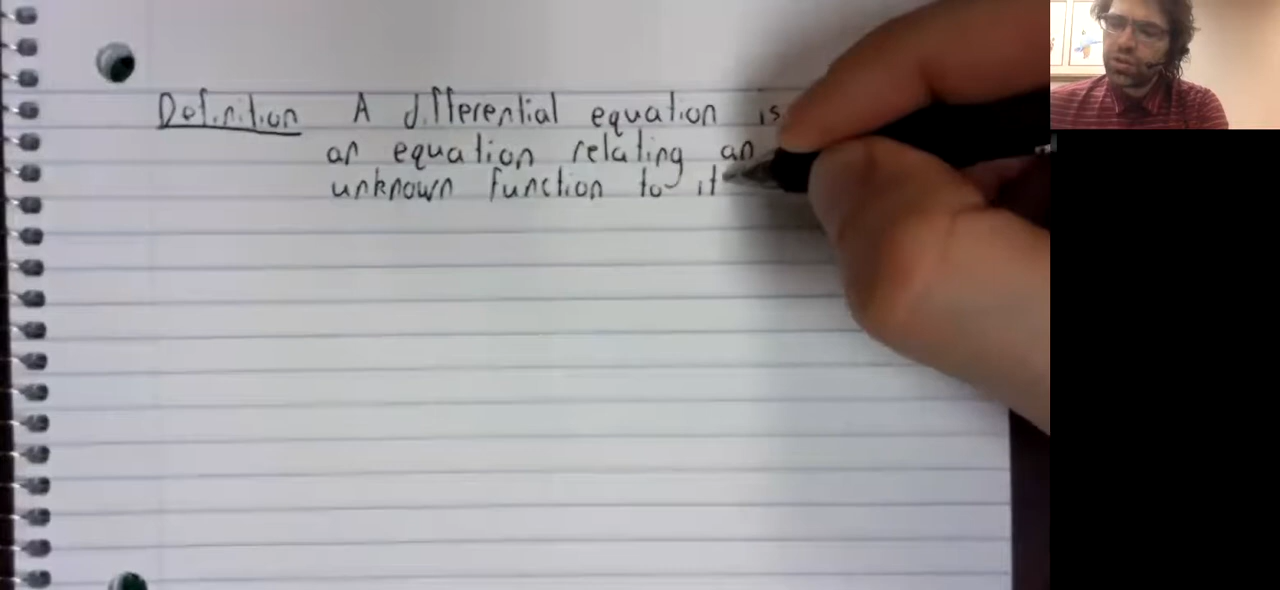 Definition A differential equation is
an equation relating an
unknown function to it